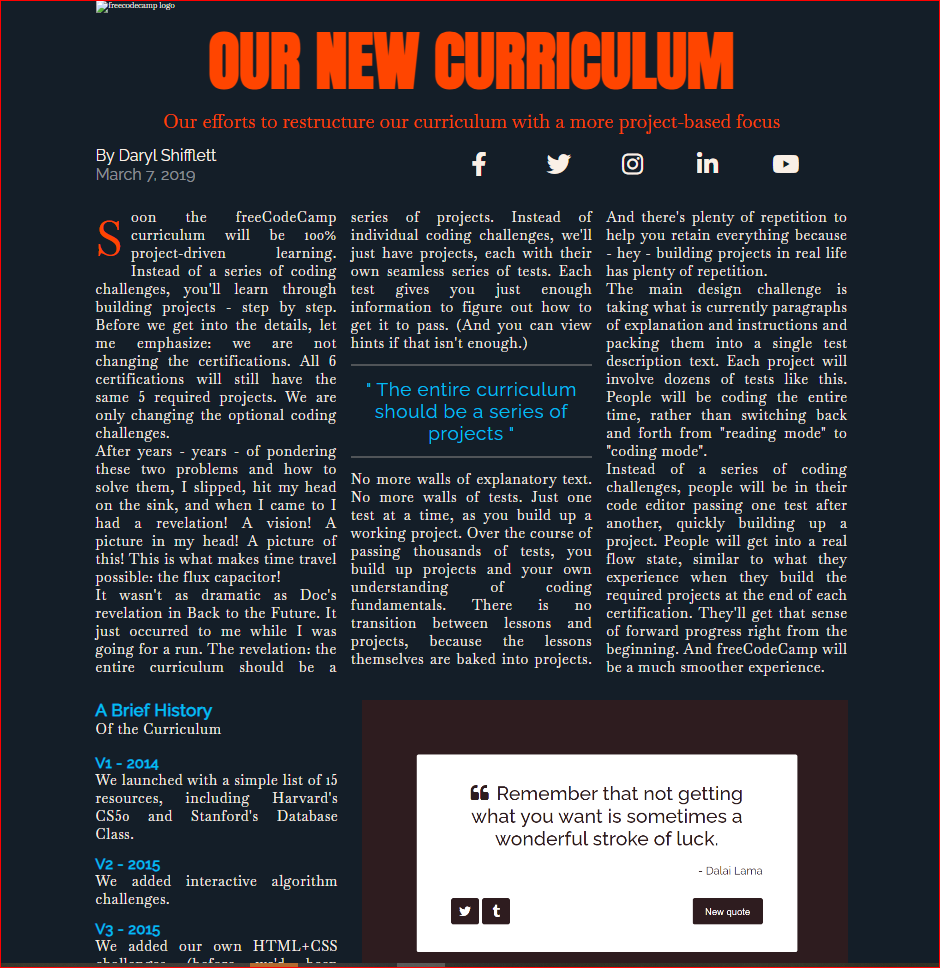 freecodecamp logo
OUR NEW CURRICULUM
Our efforts to restructure our curriculum with a more project-based focus
By Daryl Shifflett
March 7, 2019
Soon the freeCodeCamp
curriculum will be 100%
project-driven learning.
Instead of a series of coding
challenges, you'll learn through
building projects - step by step.
Before we get into the details, let
me emphasize: we are not
changing the certifications. All 6
certifications will still have the
same 5 required projects. We are
only changing the optional coding
challenges.
After years - years - of pondering
these two problems and how to
solve them, I slipped, hit my head
on the sink, and when I came to I
had a revelation! A vision! A
picture in my head! A picture of
this! This is what makes time travel
possible: the flux capacitor!
It wasn't as dramatic as Doc's
revelation in Back to the Future. It
just occurred to me while I was
going for a run. The revelation: the
entire curriculum should be a
series of projects. Instead of
individual coding challenges, we'll
just have projects, each with their
own seamless series of tests. Each
test gives you just enough
information to figure out how to
get it to pass. (And you can view
hints if that isn't enough.)
" The entire curriculum
should be a series of
projects "
No more walls of explanatory text.
No more walls of tests. Just one
test at a time, as you build up a
working project. Over the course of
passing thousands of tests, you
build up projects and your own
understanding of coding
fundamentals. There is no
transition between lessons and
projects, because the lessons
themselves are baked into projects.
And there's plenty of repetition to
help you retain everything because
- hey - building projects in real life
has plenty of repetition.
The main design challenge is
taking what is currently paragraphs
of explanation and instructions and
packing them into a single test
description text. Each project will
involve dozens of tests like this.
People will be coding the entire
time, rather than switching back
and forth from "reading mode" to
"coding mode".
Instead of a series of coding
challenges, people will be in their
code editor passing one test after
another, quickly building up a
project. People will get into a real
flow state, similar to what they
experience when they build the
required projects at the end of each
certification. They'll get that sense
of forward progress right from the
beginning. And freeCodeCamp will
be a much smoother experience.
A Brief History
Of the Curriculum
V1 - 2014
We launched with a simple list of 15
resources, including Harvard's
CS50 and Stanford's Database
Class.
V2 - 2015
We added interactive algorithm
challenges.
V3 - 2015
We added our own HTML+CSS
challenges (before we'd been
❝ Remember that not getting
what you want is sometimes a
wonderful stroke of luck.
- Dalai Lama
New quote